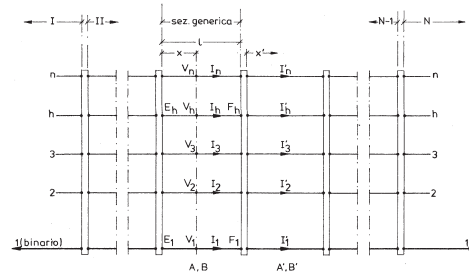 I II sez. generica N-1 N
l
x x'
n Vn In I'n n
h Eh Vh Ih Fh I'h h
3 V3 I3 I'3 3
2 V2 I2 I'2 2
1(binario) E1 V1 I1 F1 I'1 1
A, B A',B'